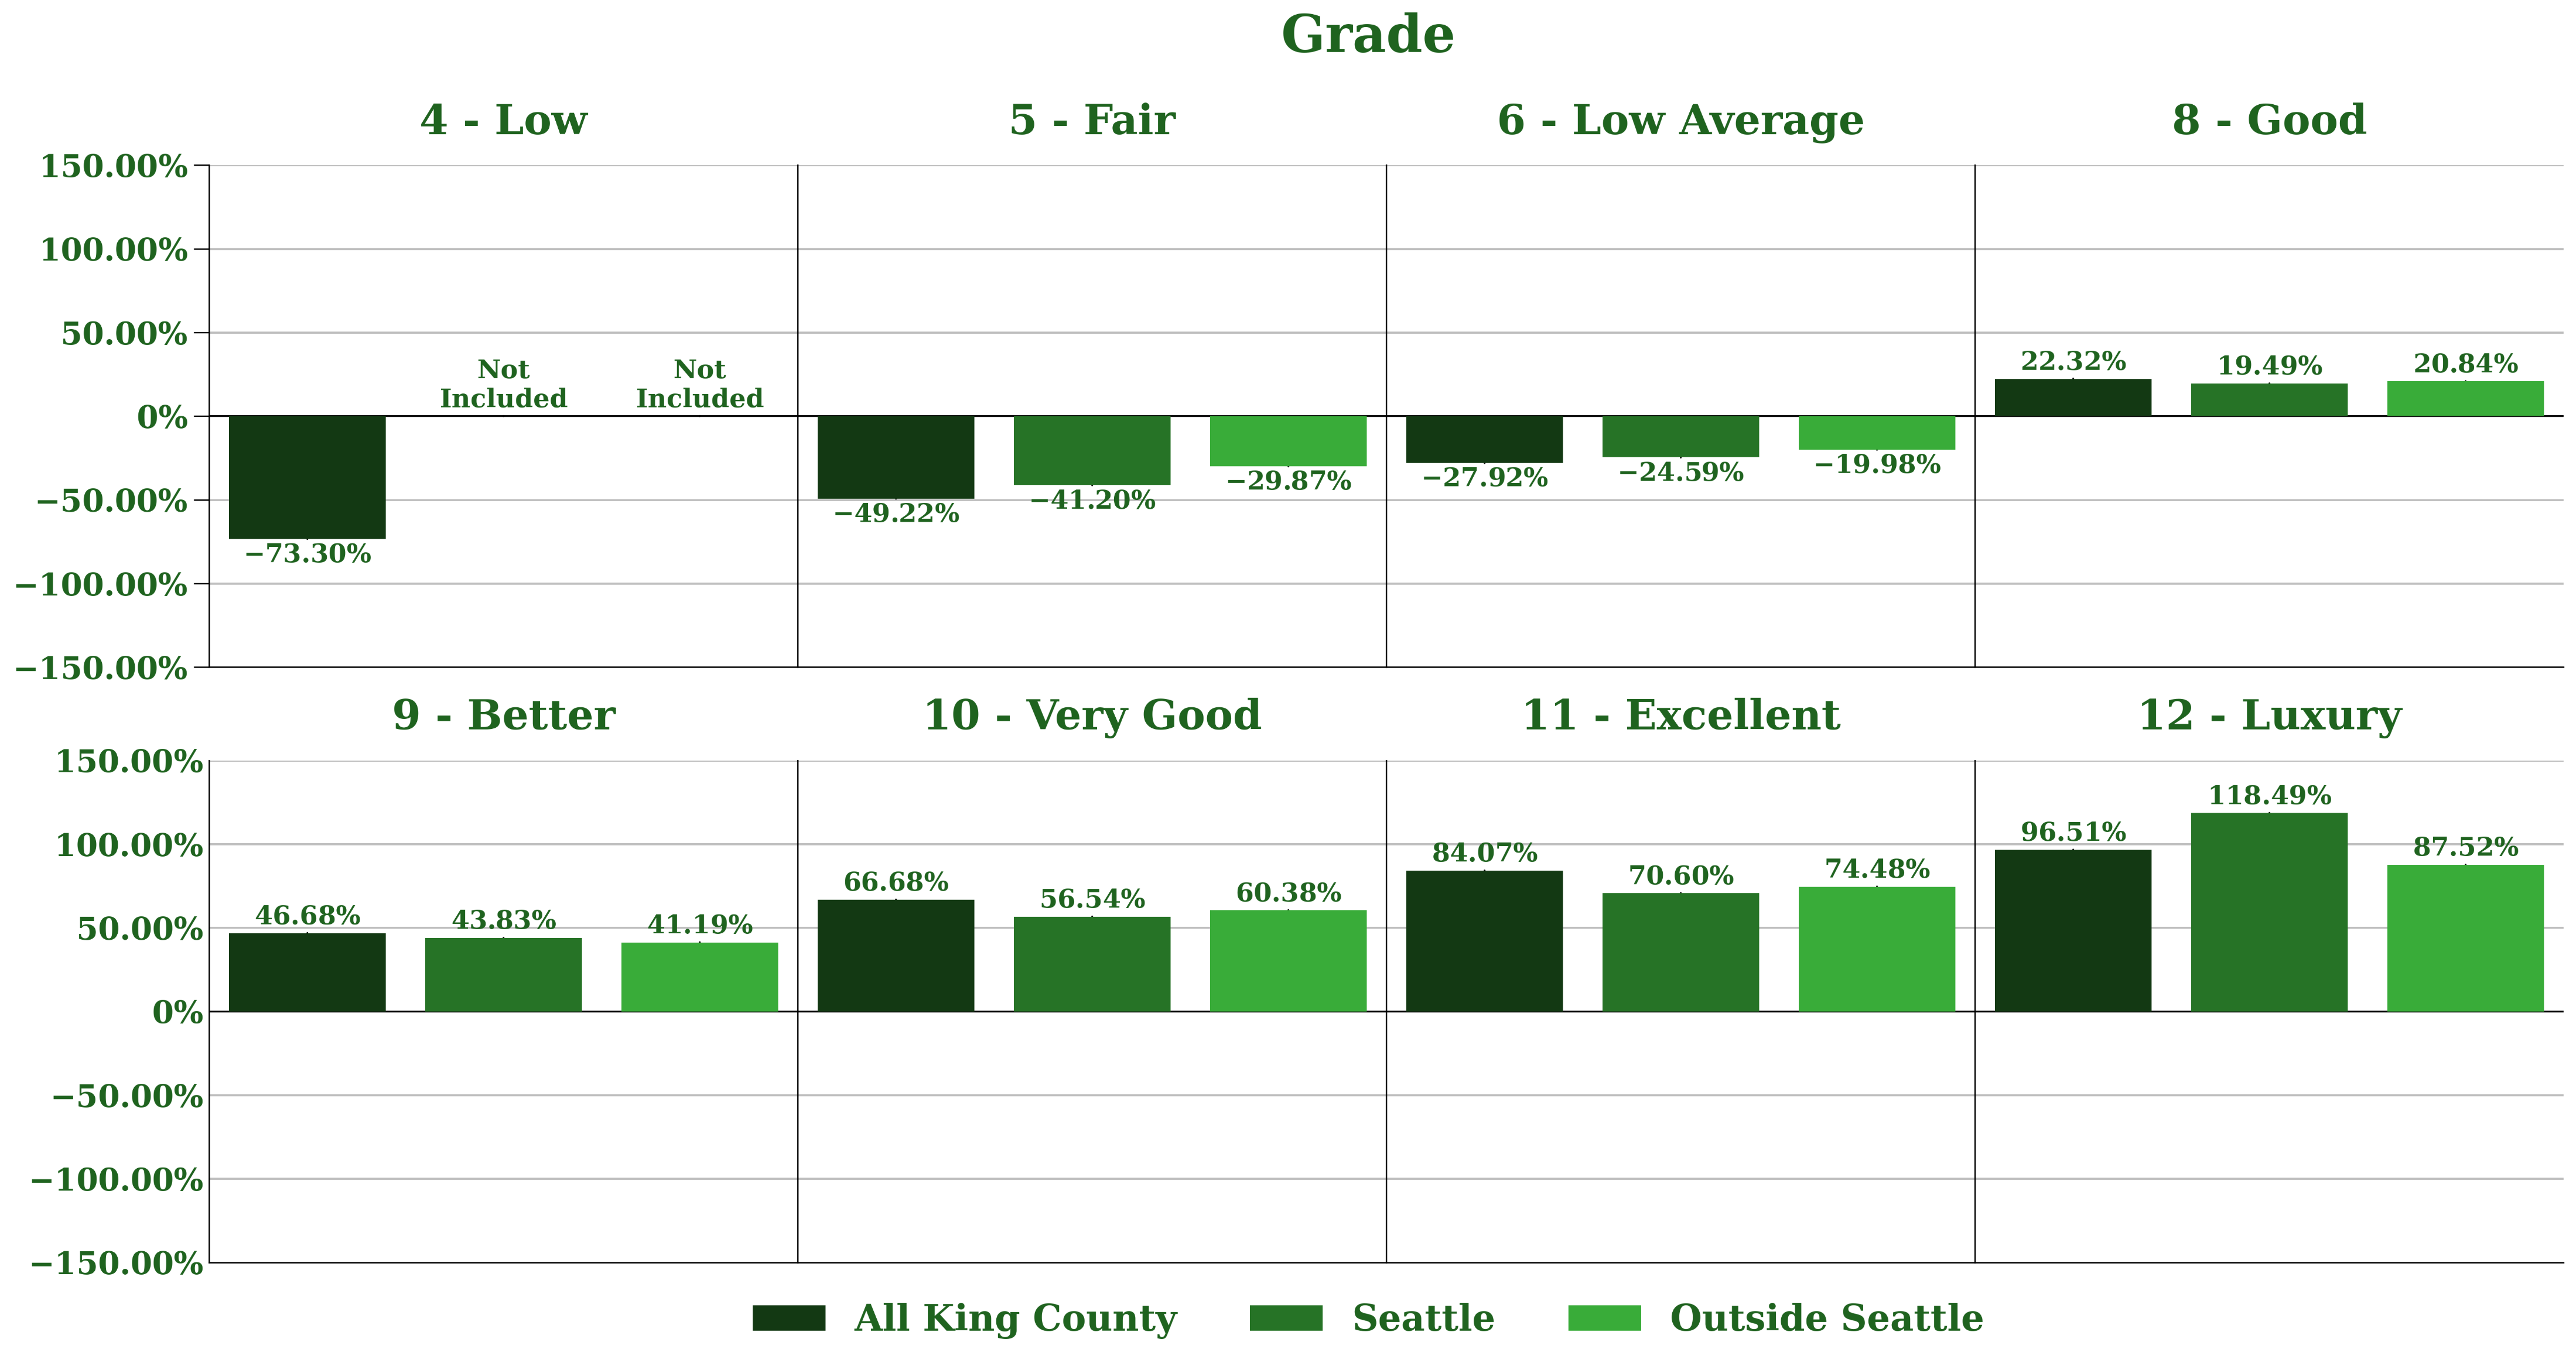 Grade
4 - Low
5 - Fair
6 - Low Average
8 - Good
150.00%
100.00%
50.00%
0%
−50.00%
−100.00%
−150.00%
−73.30%
Not
Included
Not
Included
−49.22%
−41.20%
−29.87%
−27.92%
−24.59%
−19.98%
22.32%
19.49%
20.84%
9 - Better
10 - Very Good
11 - Excellent
12 - Luxury
150.00%
100.00%
50.00%
0%
−50.00%
−100.00%
−150.00%
46.68%
43.83%
41.19%
66.68%
56.54%
60.38%
84.07%
70.60%
74.48%
96.51%
118.49%
87.52%
All King County
Seattle
Outside Seattle